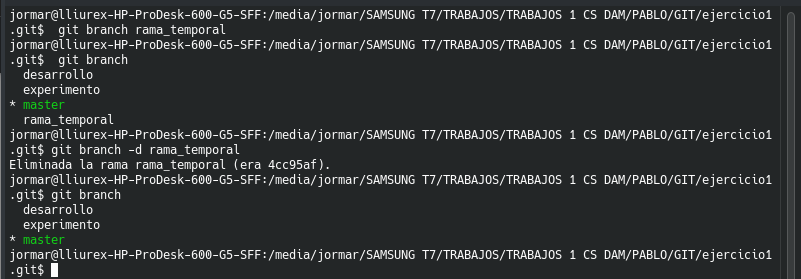 jormar@lliurex-HP-ProDesk-600-G5-SFF:/media/jormar/SAMSUNG T7/TRABAJOS/TRABAJOS 1 CS DAM/PABLO/GIT/ejercicio1
.git$  git branch rama_temporal
jormar@lliurex-HP-ProDesk-600-G5-SFF:/media/jormar/SAMSUNG T7/TRABAJOS/TRABAJOS 1 CS DAM/PABLO/GIT/ejercicio1
.git$  git branch
  desarrollo
  experimento
* master
  rama_temporal
jormar@lliurex-HP-ProDesk-600-G5-SFF:/media/jormar/SAMSUNG T7/TRABAJOS/TRABAJOS 1 CS DAM/PABLO/GIT/ejercicio1
.git$ git branch -d rama_temporal
Eliminada la rama rama_temporal (era 4cc95af).
jormar@lliurex-HP-ProDesk-600-G5-SFF:/media/jormar/SAMSUNG T7/TRABAJOS/TRABAJOS 1 CS DAM/PABLO/GIT/ejercicio1
.git$ git branch
  desarrollo
  experimento
* master
jormar@lliurex-HP-ProDesk-600-G5-SFF:/media/jormar/SAMSUNG T7/TRABAJOS/TRABAJOS 1 CS DAM/PABLO/GIT/ejercicio1
.git$